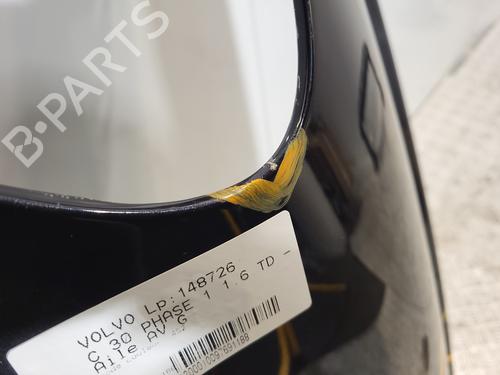 B-PARTS
VOLVO LP:148726
C 30 PHASE 1 1.6 TD -
Aile AV G